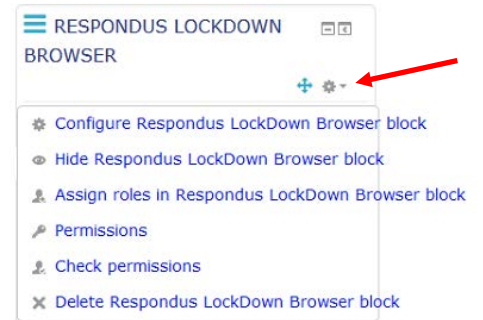 RESPONDUS LOCKDOWN
BROWSER
Configure Respondus LockDown Browser block
Hide Respondus LockDown Browser block
Assign roles in Respondus LockDown Browser block
Permissions
Check permissions
Delete Respondus LockDown Browser block